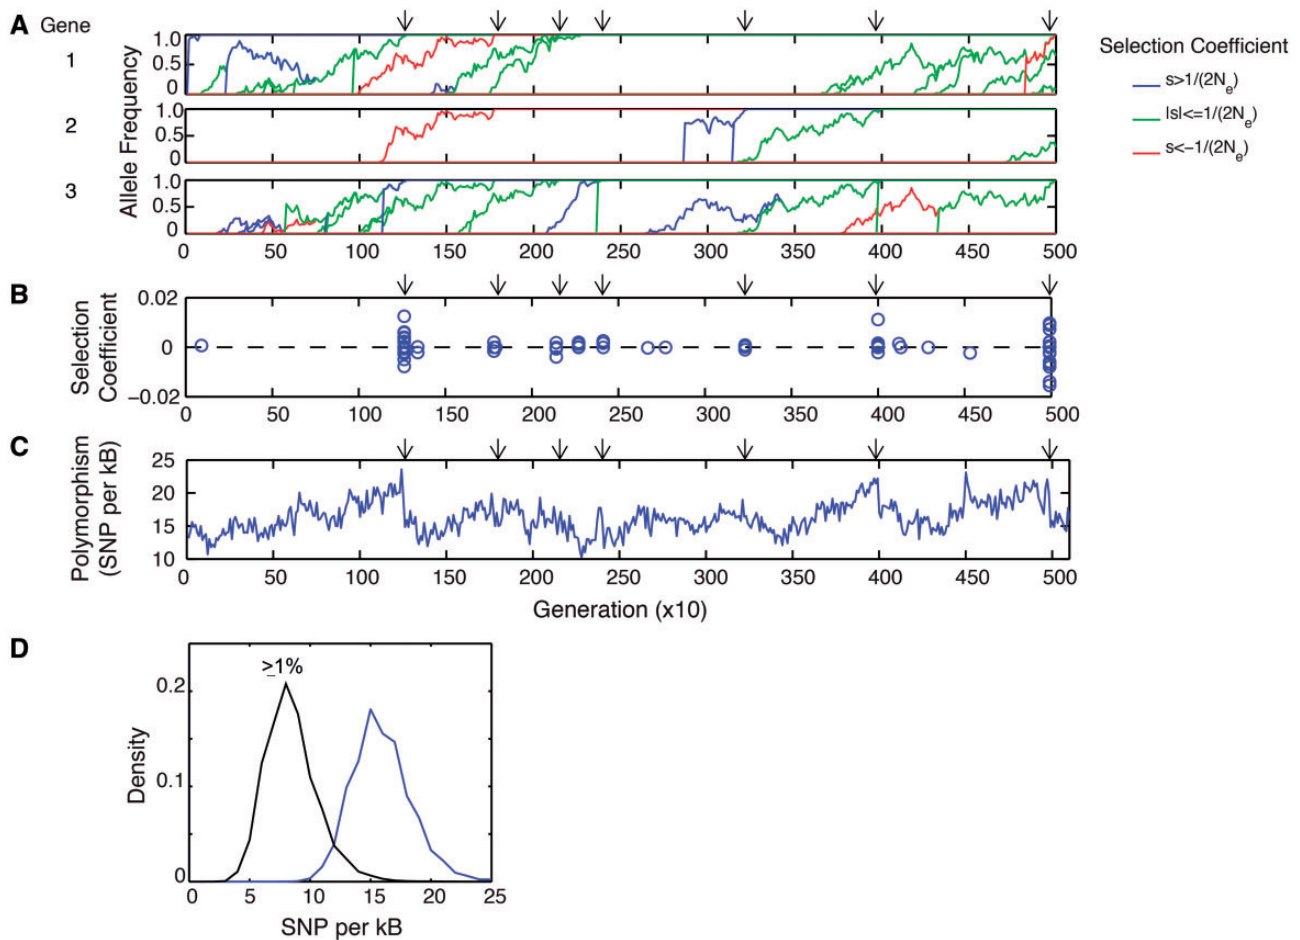 A Gene
1
2
3
Allele Frequency
1.0
0.5
0
1.0
0.5
0
1.0
0.5
0
0 50 100 150 200 250 300 350 400 450 500
Selection Coefficient
s>1/(2Ne)
|s|<=1/(2Ne)
s<−1/(2Ne)
B
Selection
Coefficient
0.02
0
−0.02
0 50 100 150 200 250 300 350 400 450 500
C
Polymorphism
(SNP per kB)
25
20
15
10
0 50 100 150 200 250 300 350 400 450 500
Generation (x10)
D
≥1%
Density
0.2
0.1
0
0 5 10 15 20 25
SNP per kB